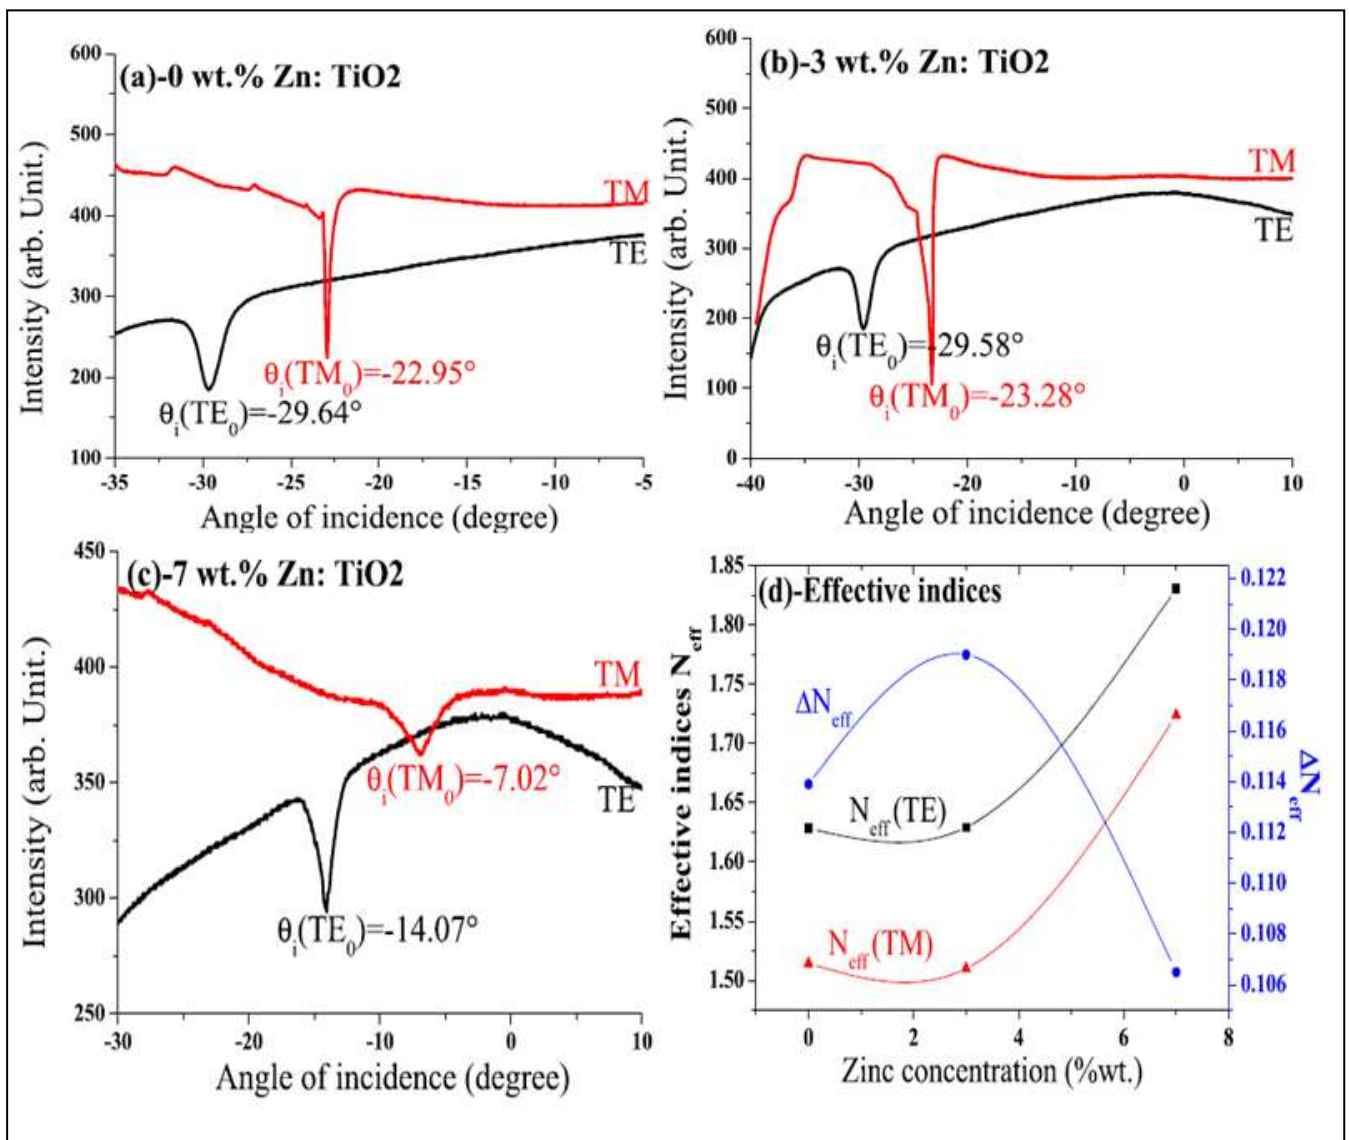 (a)-0 wt.% Zn: TiO2
600
500
400
300
200
100
Intensity (arb. Unit.)
TM
TE
θi(TM0)=-22.95°
θi(TE0)=-29.64°
-35 -30 -25 -20 -15 -10 -5
Angle of incidence (degree)
(b)-3 wt.% Zn: TiO2
600
500
400
300
200
100
0
Intensity (arb. Unit.)
TM
TE
θi(TE0)=-29.58°
θi(TM0)=-23.28°
-40 -30 -20 -10 0 10
Angle of incidence (degree)
(c)-7 wt.% Zn: TiO2
450
400
350
300
250
Intensity (arb. Unit.)
TM
TE
θi(TM0)=-7.02°
θi(TE0)=-14.07°
-30 -20 -10 0 10
Angle of incidence (degree)
(d)-Effective indices
1.85
1.80
1.75
1.70
1.65
1.60
1.55
1.50
Effective indices Neff
ΔNeff
Neff(TE)
Neff(TM)
0.122
0.120
0.118
0.116
0.114
0.112
0.110
0.108
0.106
ΔNeff
0 2 4 6 8
Zinc concentration (%wt.)